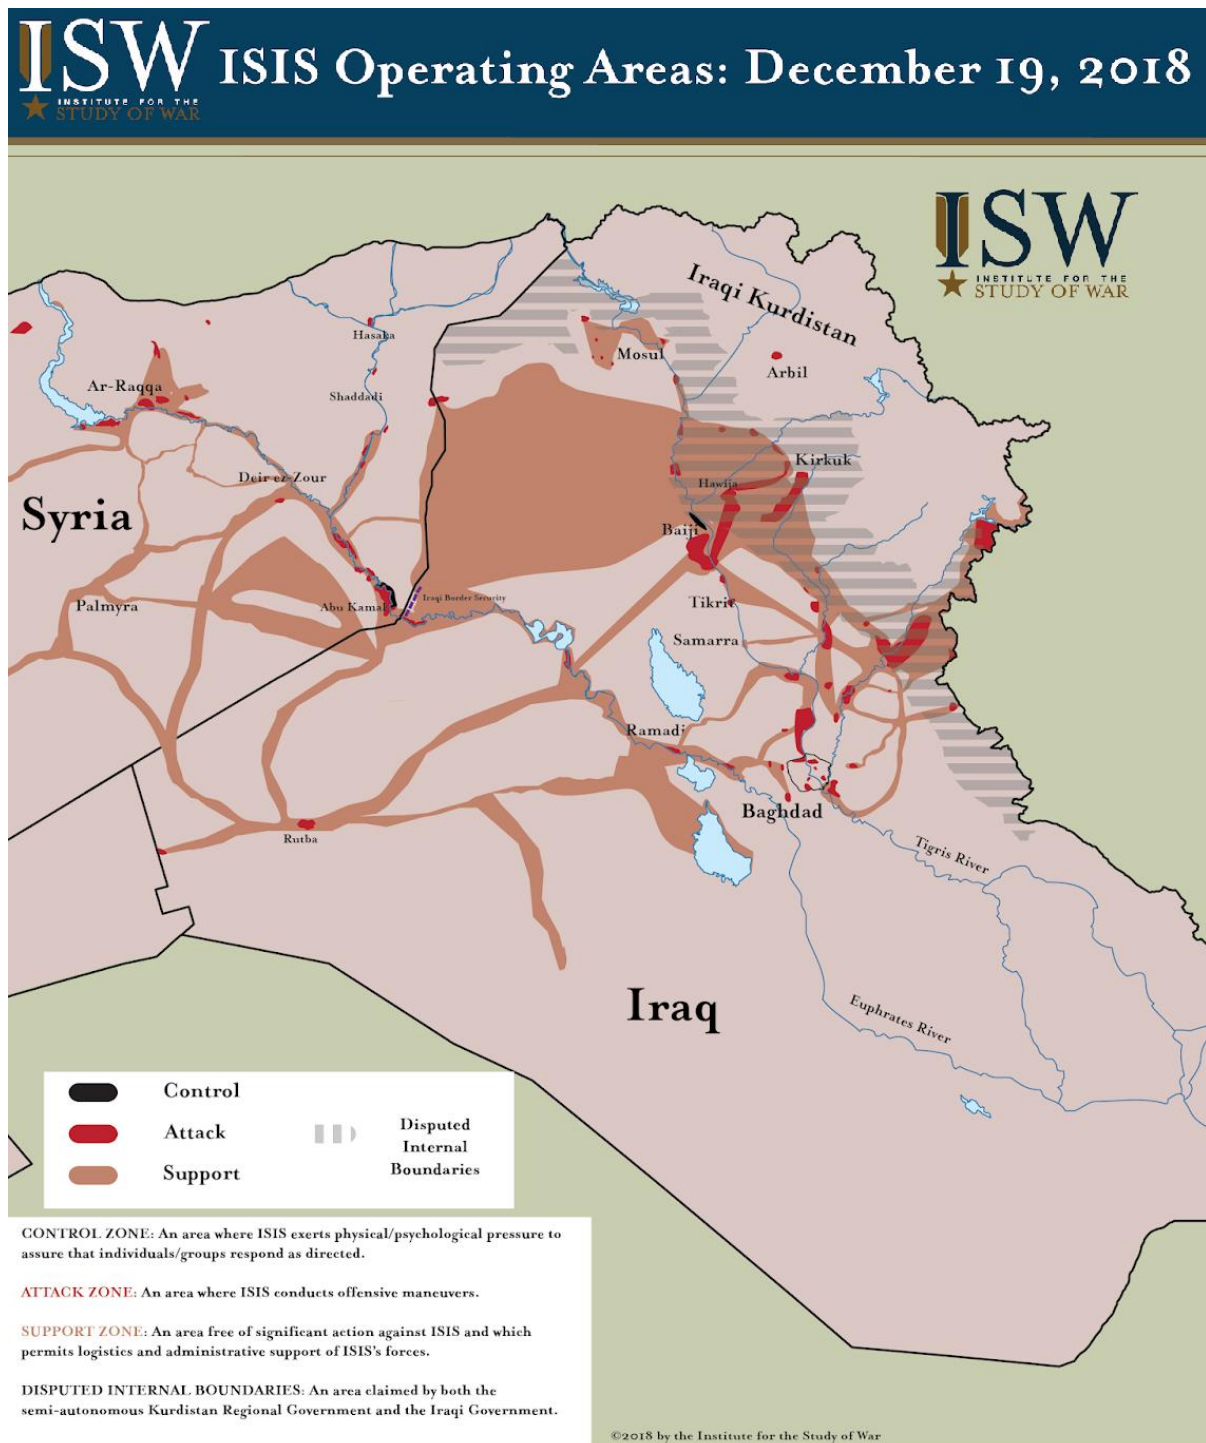 ISW ISIS Operating Areas: December 19, 2018
INSTITUTE FOR THE
STUDY OF WAR
ISW
INSTITUTE FOR THE
STUDY OF WAR
Iraqi Kurdistan
Hasaka
Mosul
Arbil
Ar-Raqqa
Shaddadi
Kirkuk
Deir ez-Zour
Hawija
Syria
Baiji
Palmyra
Abu Kamal
Iraqi Border Security
Tikrit
Samarra
Ramadi
Baghdad
Rutba
Tigris River
Iraq
Euphrates River
Control
Attack
Support
Disputed
Internal
Boundaries
CONTROL ZONE: An area where ISIS exerts physical/psychological pressure to
assure that individuals/groups respond as directed.
ATTACK ZONE: An area where ISIS conducts offensive maneuvers.
SUPPORT ZONE: An area free of significant action against ISIS and which
permits logistics and administrative support of ISIS's forces.
DISPUTED INTERNAL BOUNDARIES: An area claimed by both the
semi-autonomous Kurdistan Regional Government and the Iraqi Government.
©2018 by the Institute for the Study of War